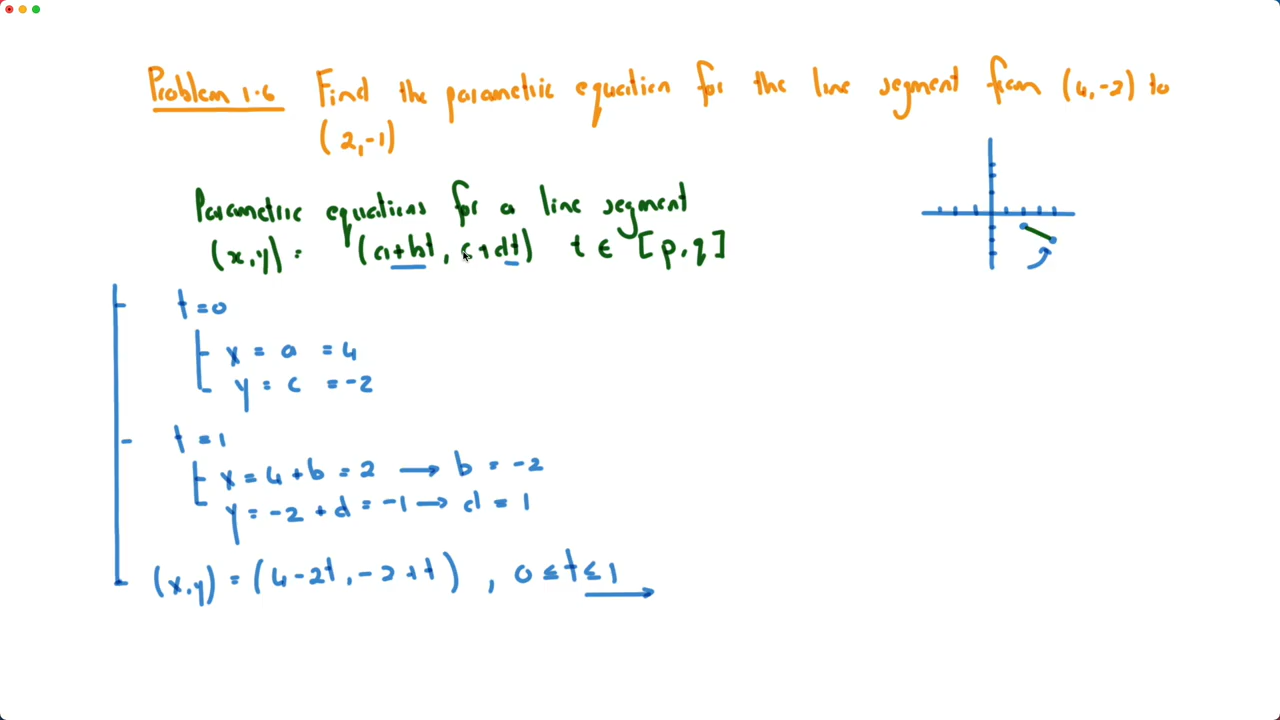 Problem 1.6 Find the parametric equation for the line segment from (4,-2) to
(2,-1)
Parametric equations for a line segment
(x,y) = (a+bt, c+dt) t ∈ [p,q]
t=0
x = a = 4
y = c = -2
t = 1
x = 4+b = 2 → b = -2
y = -2 + d = -1 → d = 1
(x,y) = (4-2t, -2+t), 0 ≤ t ≤ 1